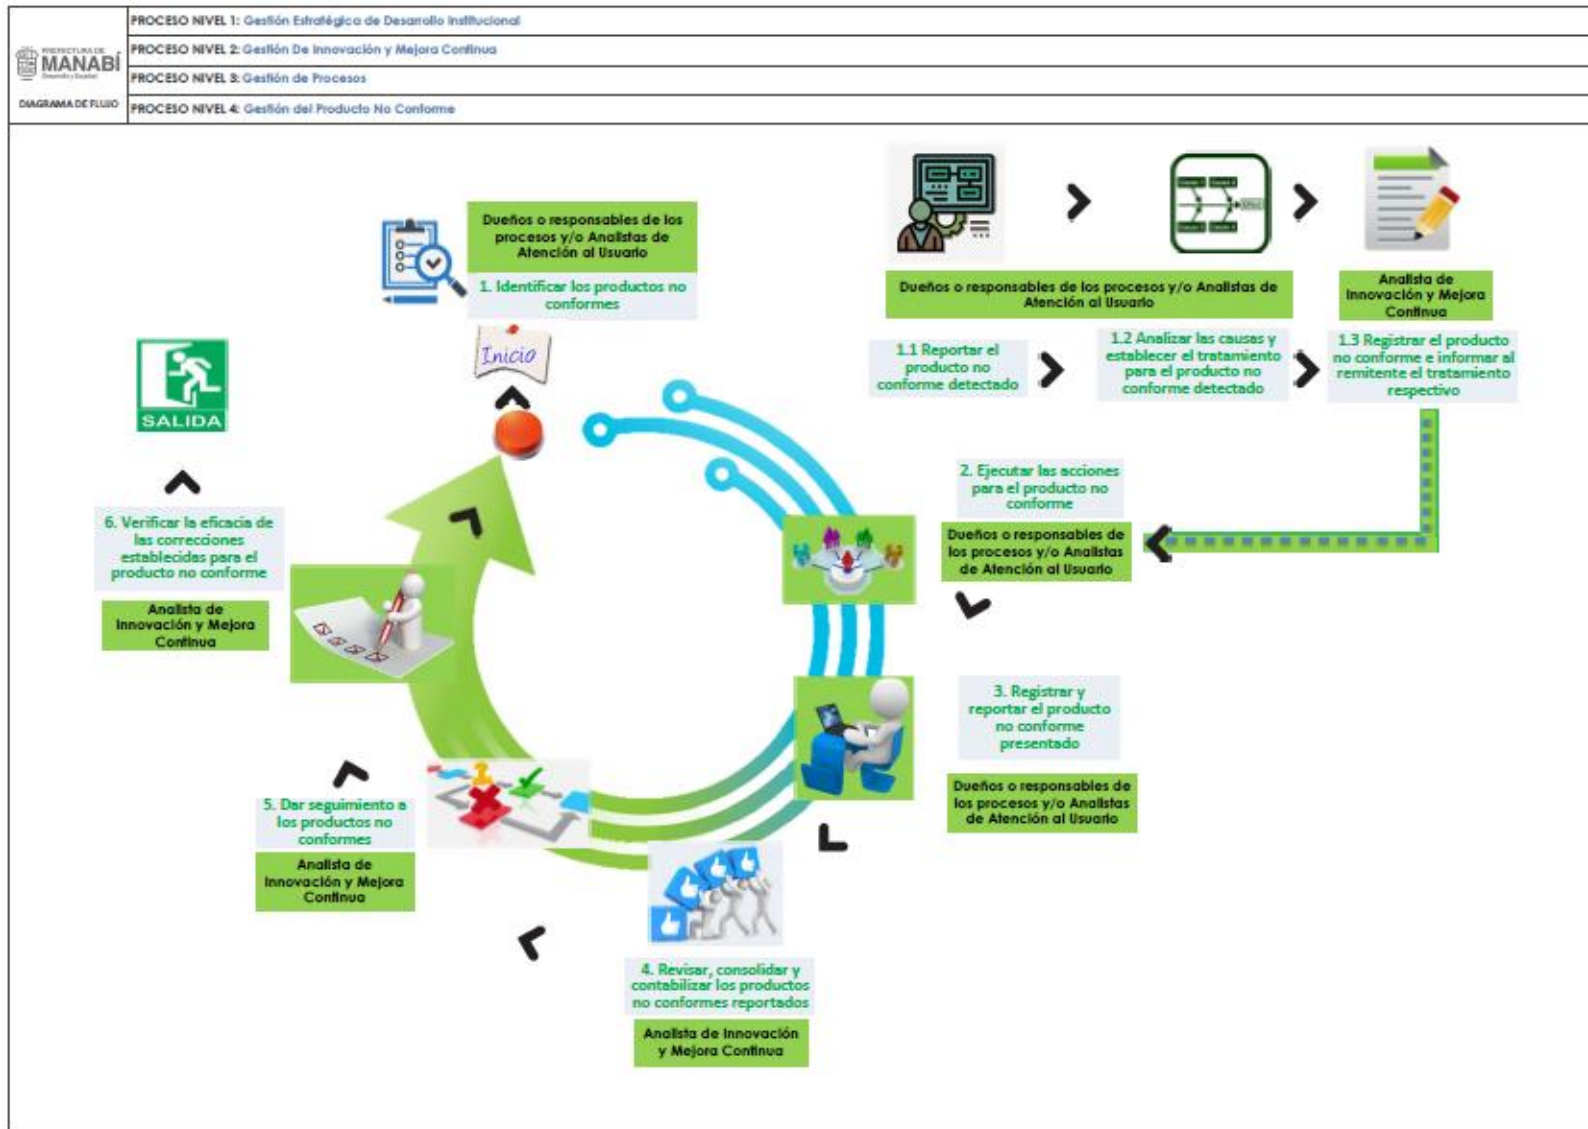 PROCESO NIVEL 1: Gestión Estratégica de Desarrollo Institucional
PREFECTURA DE
MANABÍ
DIAGRAMA DE FLUJO
PROCESO NIVEL 2: Gestión De Innovación y Mejora Continua
PROCESO NIVEL 3: Gestión de Procesos
PROCESO NIVEL 4: Gestión del Producto No Conforme
Dueños o responsables de los
procesos y/o Analistas de
Atención al Usuario
1. Identificar los productos no
conformes
Inicio
Dueños o responsables de los procesos y/o Analistas de
Atención al Usuario
Analista de
Innovación y Mejora
Continua
1.1 Reportar el
producto no
conforme detectado
1.2 Analizar las causas y
establecer el tratamiento
para el producto no
conforme detectado
1.3 Registrar el producto
no conforme e informar al
remitente el tratamiento
respectivo
2. Ejecutar las acciones
para el producto no
conforme
Dueños o responsables de
los procesos y/o Analistas
de Atención al Usuario
3. Registrar y
reportar el producto
no conforme
presentado
Dueños o responsables de
los procesos y/o Analistas
de Atención al Usuario
4. Revisar, consolidar y
contabilizar los productos
no conformes reportados
Analista de Innovación
y Mejora Continua
5. Dar seguimiento a
los productos no
conformes
Analista de
Innovación y Mejora
Continua
6. Verificar la eficacia de
las correcciones
establecidas para el
producto no conforme
Analista de
Innovación y Mejora
Continua
SALIDA